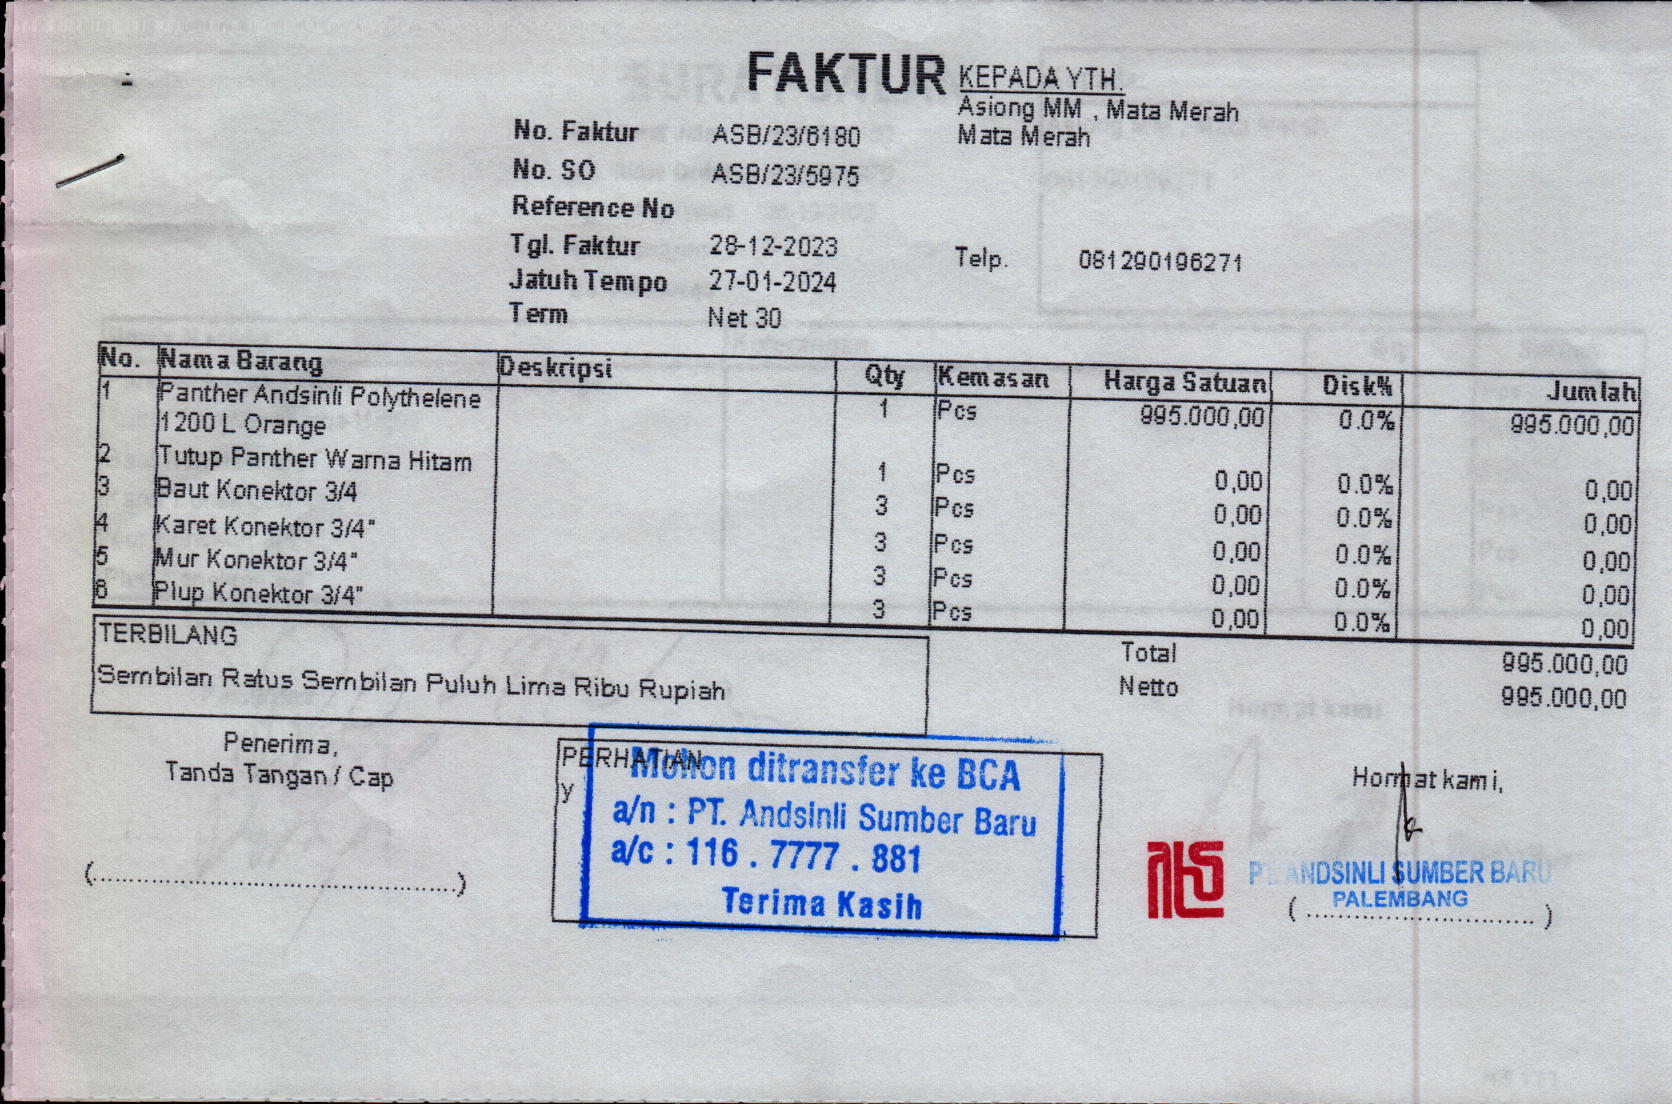 FAKTUR
KEPADA YTH.
Asiong MM , Mata Merah
Mata Merah
No. Faktur ASB/23/6180
No. SO ASB/23/5975
Reference No
Tgl. Faktur 28-12-2023
Telp. 081290196271
Jatuh Tempo 27-01-2024
Term Net 30
No. Nama Barang Deskripsi Qty Kemasan Harga Satuan Disk% Jumlah
1 Panther Andsinli Polythelene 1 Pcs 995.000,00 0.0% 995.000,00
1200 L Orange
2 Tutup Panther Warna Hitam 1 Pcs 0,00 0.0% 0,00
3 Baut Konektor 3/4 3 Pcs 0,00 0.0% 0,00
4 Karet Konektor 3/4" 3 Pcs 0,00 0.0% 0,00
5 Mur Konektor 3/4" 3 Pcs 0,00 0.0% 0,00
6 Plup Konektor 3/4" 3 Pcs 0,00 0.0% 0,00
TERBILANG
Sembilan Ratus Sembilan Puluh Lima Ribu Rupiah
Total 995.000,00
Netto 995.000,00
Penerima,
Tanda Tangan / Cap
(..............................................)
PERHATIAN
y
Mohon ditransfer ke BCA
a/n : PT. Andsinli Sumber Baru
a/c : 116 . 7777 . 881
Terima Kasih
Hormat kami,
PT. ANDSINLI SUMBER BARU
PALEMBANG
(..............................)